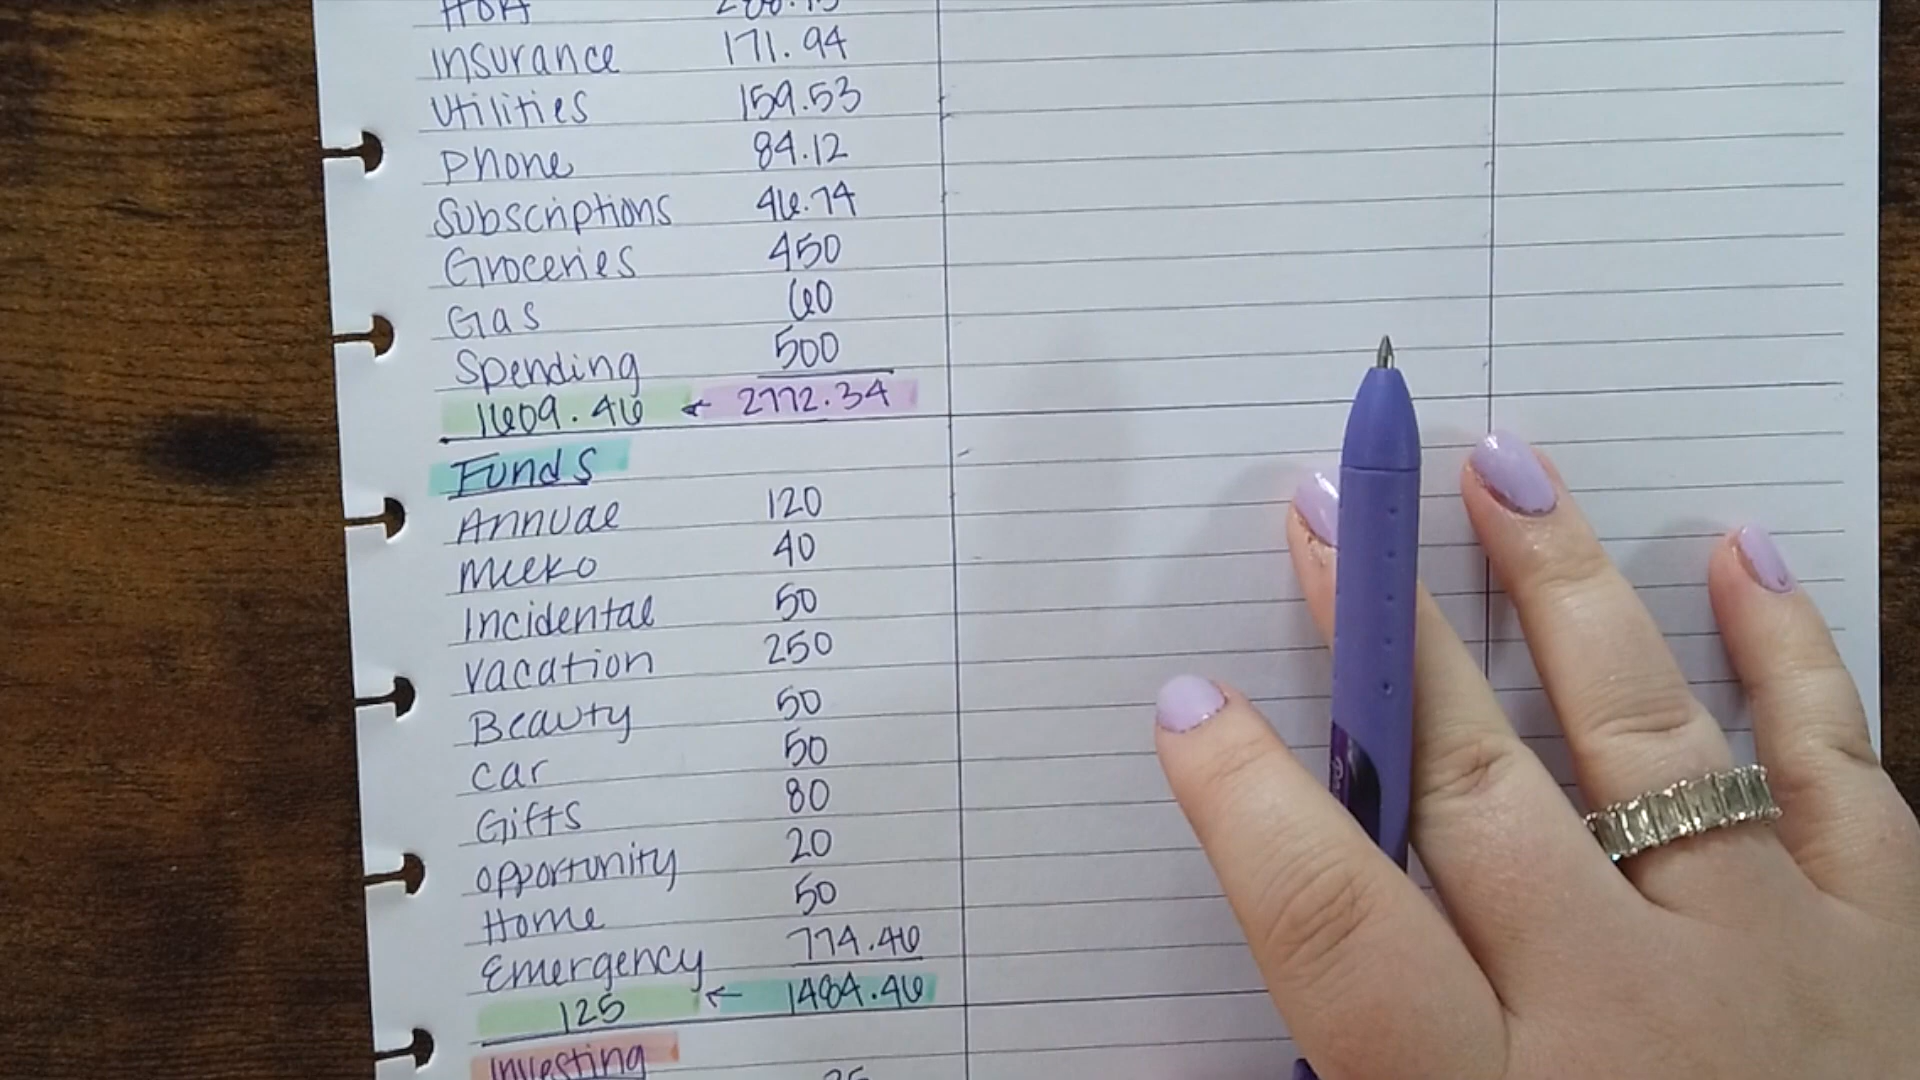 HOA
Insurance 171.94
Utilities 159.53
Phone 84.12
Subscriptions 46.74
Groceries 450
Gas 60
Spending 500
1609.46 ← 2772.34
Funds
Annual 120
Meeko 40
Incidental 50
Vacation 250
Beauty 50
Car 50
Gifts 80
Opportunity 20
Home 50
Emergency 774.46
125 ← 1484.46
Investing